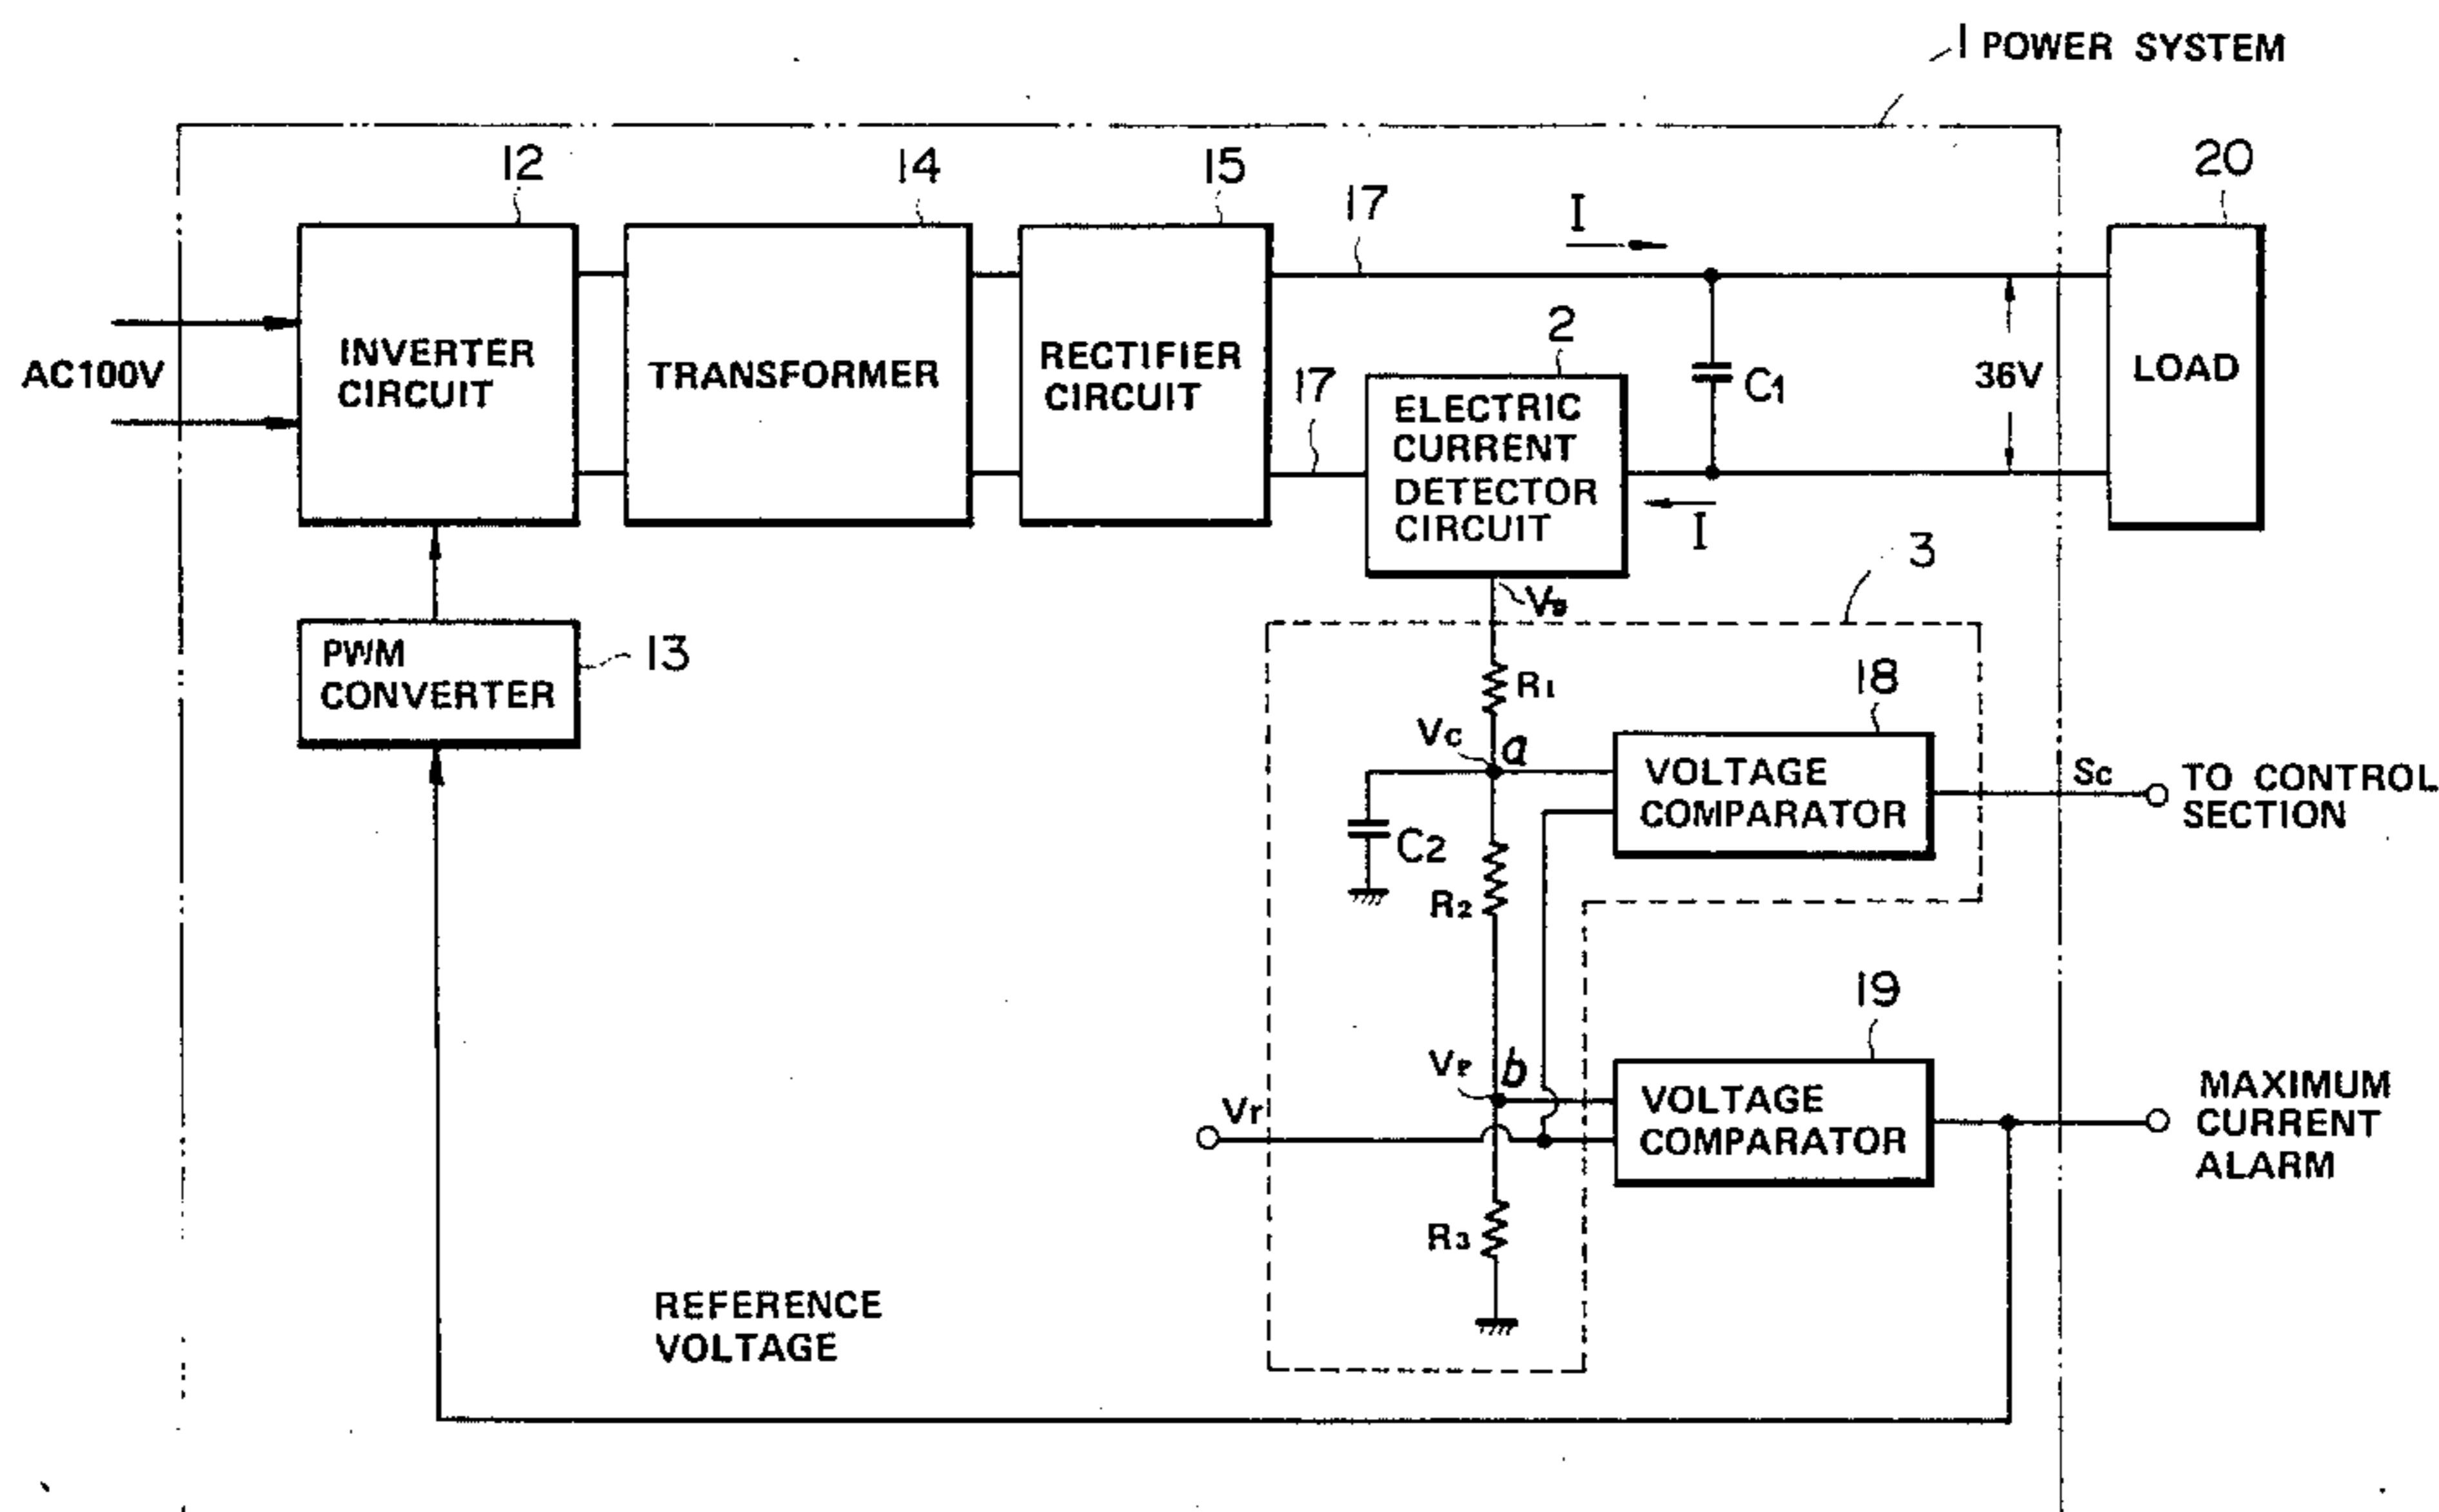 1 POWER SYSTEM
12
14
15
17
I
20
AC100V
INVERTER
CIRCUIT
TRANSFORMER
RECTIFIER
CIRCUIT
17
2
ELECTRIC
CURRENT
DETECTOR
CIRCUIT
C1
36V
LOAD
I
3
PWM
CONVERTER
13
R1
18
Vc
a
VOLTAGE
COMPARATOR
Sc
TO CONTROL
SECTION
C2
R2
19
b
Vr
VOLTAGE
COMPARATOR
MAXIMUM
CURRENT
ALARM
R3
REFERENCE
VOLTAGE